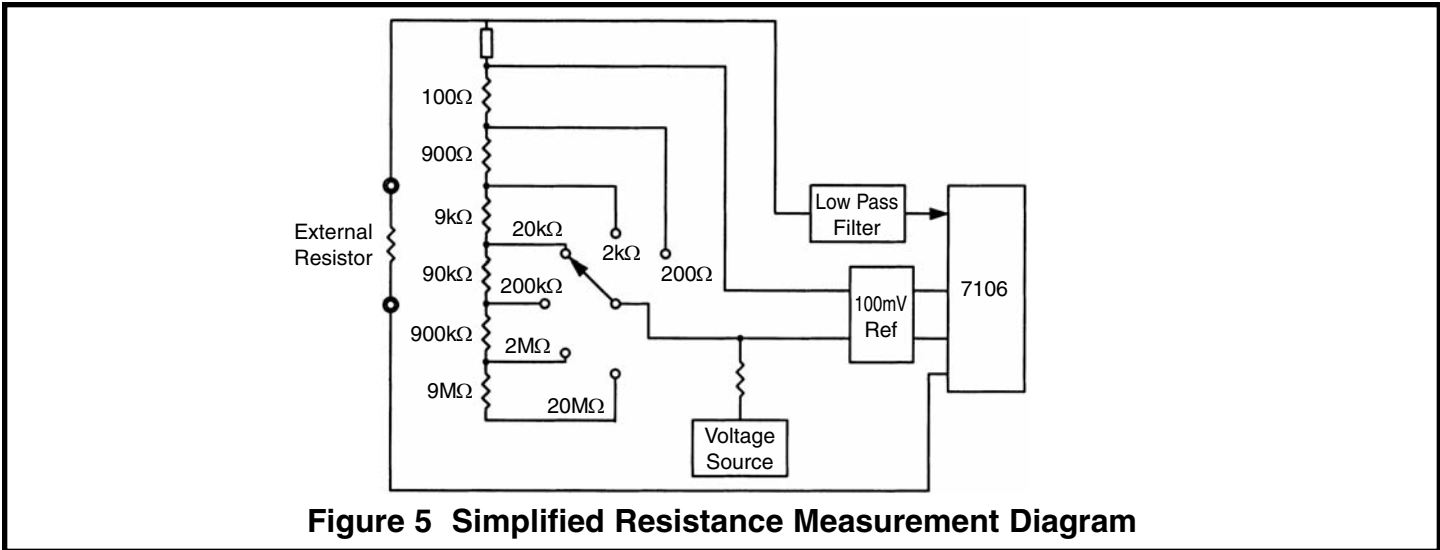 100Ω
900Ω
9kΩ
20kΩ
2kΩ
200Ω
90kΩ
200kΩ
900kΩ
2MΩ
9MΩ
20MΩ
External
Resistor
Low Pass
Filter
100mV
Ref
7106
Voltage
Source
Figure 5 Simplified Resistance Measurement Diagram